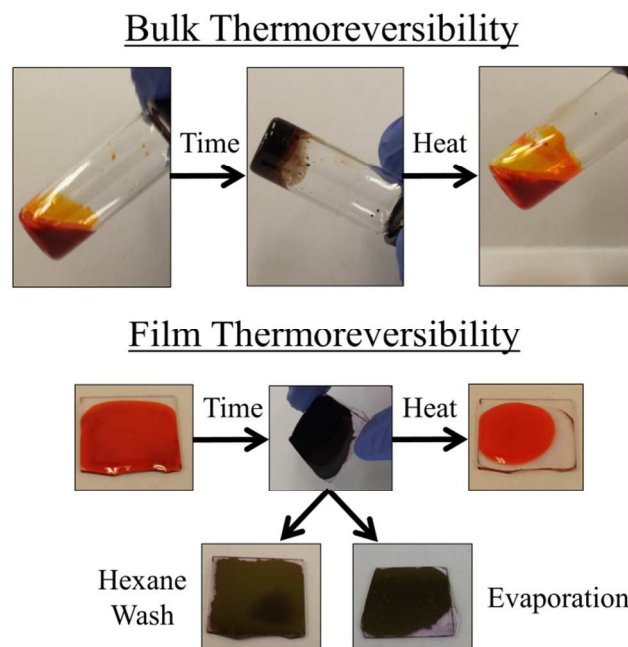 Bulk Thermoreversibility
Time
Heat
Film Thermoreversibility
Time
Heat
Hexane
Wash
Evaporation